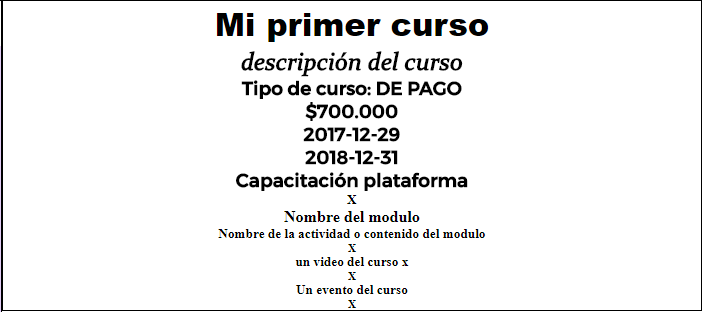 Mi primer curso
descripción del curso
Tipo de curso: DE PAGO
$700.000
2017-12-29
2018-12-31
Capacitación plataforma
X
Nombre del modulo
Nombre de la actividad o contenido del modulo
X
un video del curso x
X
Un evento del curso
X